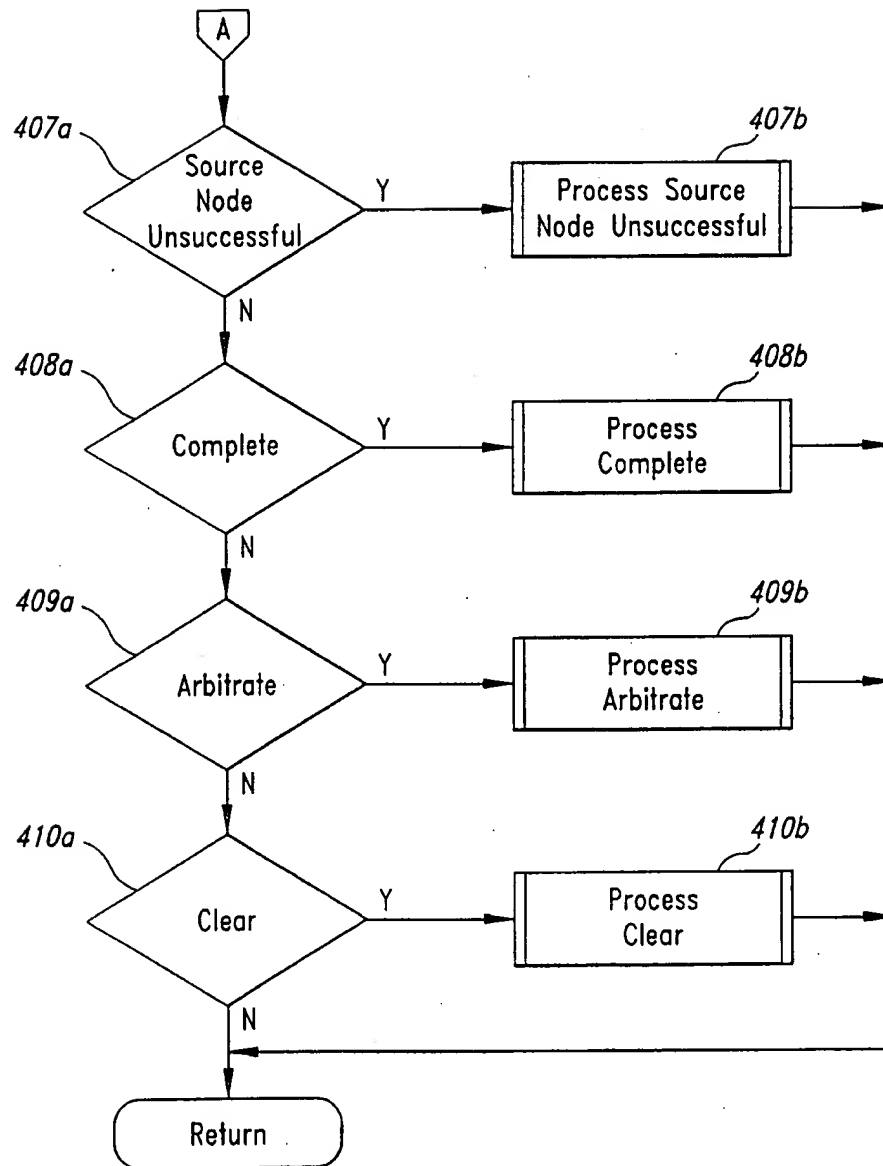 A
407a
Source
Node
Unsuccessful
Y
407b
Process Source
Node Unsuccessful
N
408a
Complete
Y
408b
Process
Complete
N
409a
Arbitrate
Y
409b
Process
Arbitrate
N
410a
Clear
Y
410b
Process
Clear
N
Return